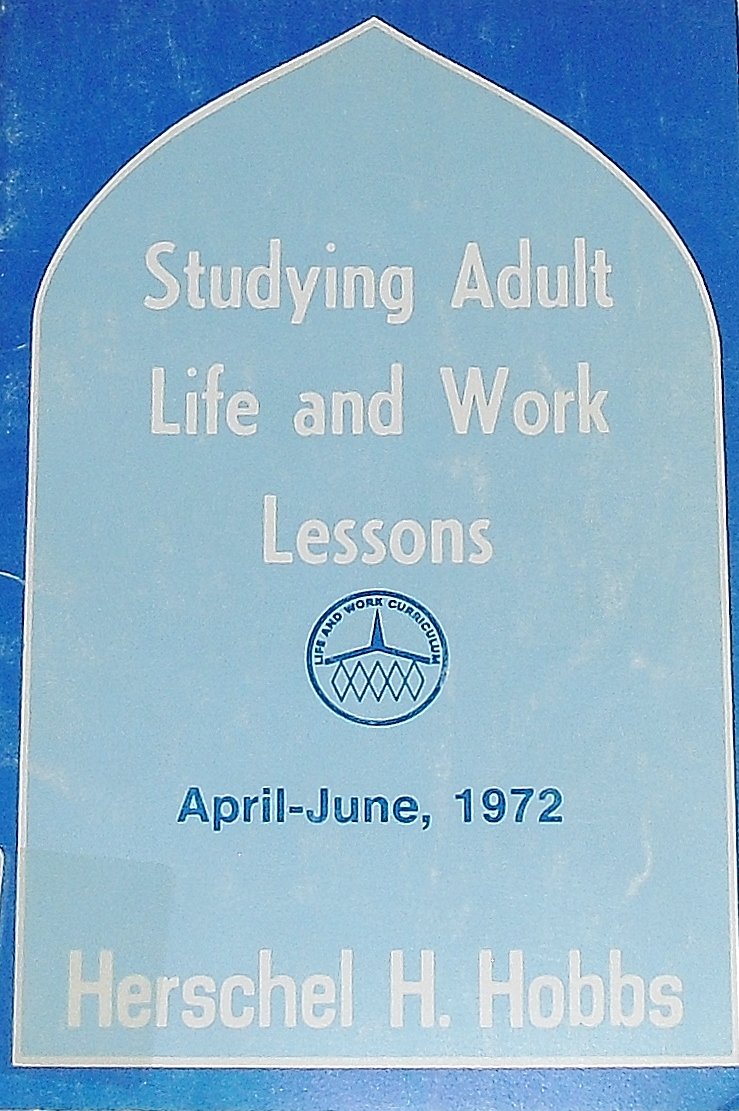 Studying Adult
Life and Work
Lessons
LIFE AND WORK CURRICULUM
April-June, 1972
Herschel H. Hobbs